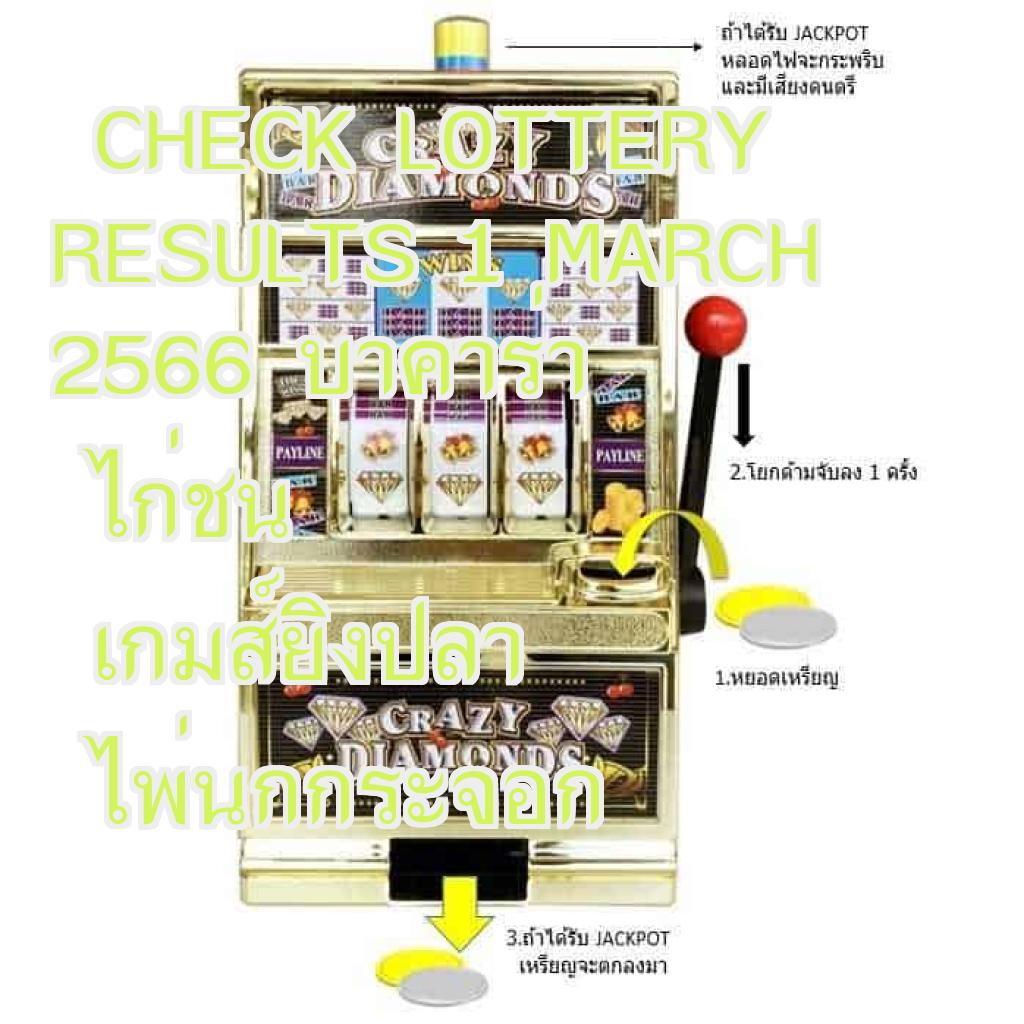 ถ้าได้รับ JACKPOT
หลอดไฟจะกระพริบ
และมีเสียงดนตรี
CHECK LOTTERY
RESULTS 1 MARCH
2566 บาคาร่า
ไก่ชน
เกมส์ยิงปลา
ไพ่นกกระจอก
CRAZY
DIAMONDS
WINS
PAYLINE
PAYLINE
2.โยกด้ามจับลง 1 ครั้ง
1.หยอดเหรียญ
CRAZY
DIAMONDS
3.ถ้าได้รับ JACKPOT
เหรียญจะตกลงมา